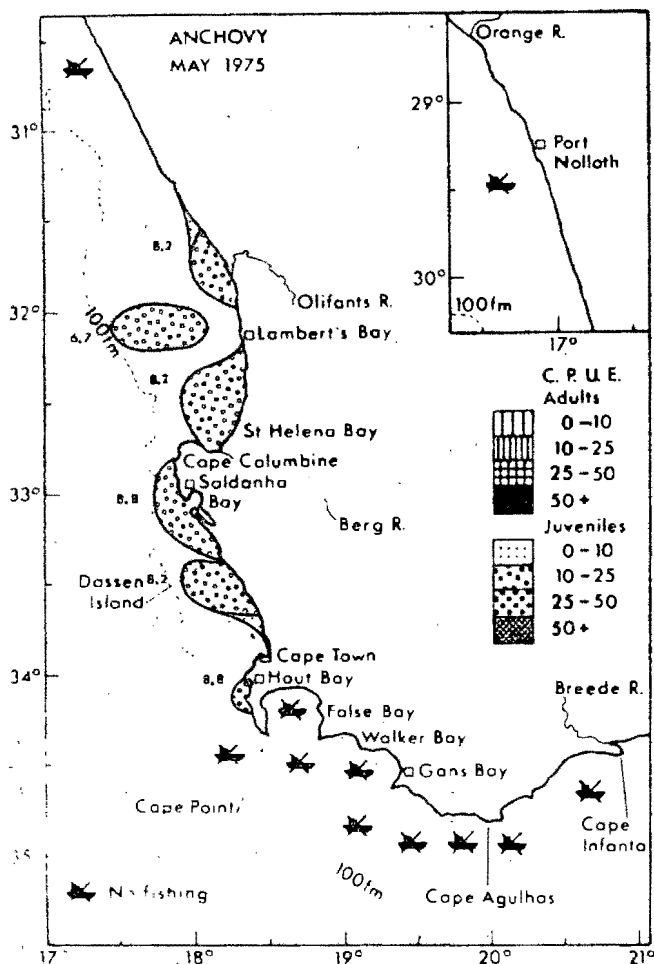 ANCHOVY
MAY 1975
Orange R.
29°
Port
Nolloth
30°
100fm
17°
31°
8,2
Olifants R.
32°
100fm
6,7
Lambert's Bay
8,2
C. P. U. E.
Adults
0-10
10-25
25-50
50+
Juveniles
0-10
10-25
25-50
50+
St Helena Bay
Cape Columbine
Saldanha
Bay
33°
8,8
Berg R.
Dassen
Island
8,2
Cape Town
34°
Hout Bay
8,8
Breede R.
False Bay
Walker Bay
Gans Bay
Cape Point
Cape
Infanta
100fm
Cape Agulhas
fishing
17
18°
19°
20°
21°